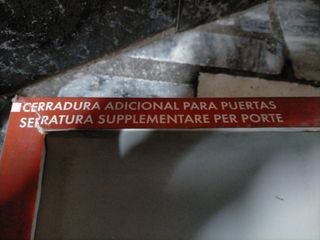 CERRADURA ADICIONAL PARA PUERTAS
SERRATURA SUPPLEMENTARE PER PORTE